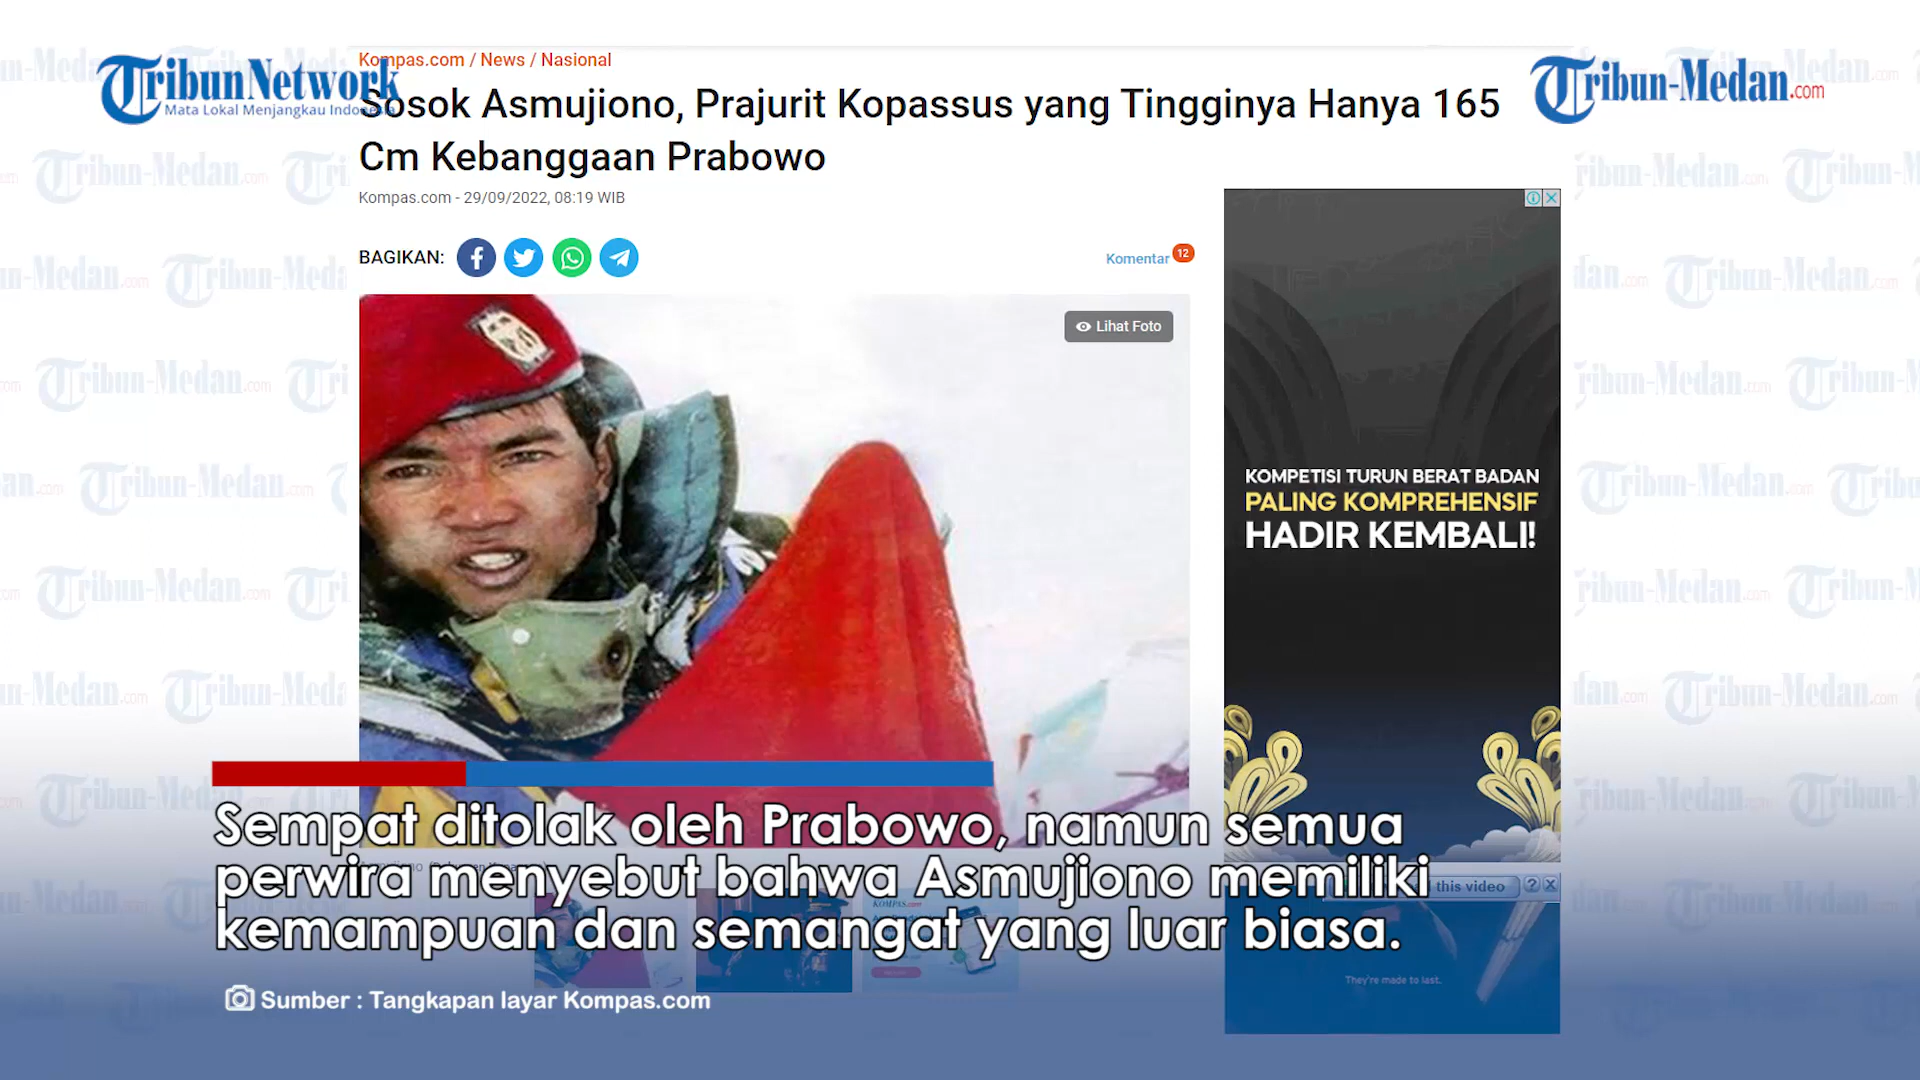 Kompas.com / News / Nasional
TribunNetwork
Mata Lokal Menjangkau Indonesia
Tribun-Medan.com
Sosok Asmujiono, Prajurit Kopassus yang Tingginya Hanya 165
Cm Kebanggaan Prabowo
Kompas.com - 29/09/2022, 08:19 WIB
BAGIKAN:
Komentar 12
Lihat Foto
KOMPETISI TURUN BERAT BADAN
PALING KOMPREHENSIF
HADIR KEMBALI!
Sempat ditolak oleh Prabowo, namun semua
perwira menyebut bahwa Asmujiono memiliki
kemampuan dan semangat yang luar biasa.
this video
KOMPAS.com
They're made to last.
Sumber : Tangkapan layar Kompas.com